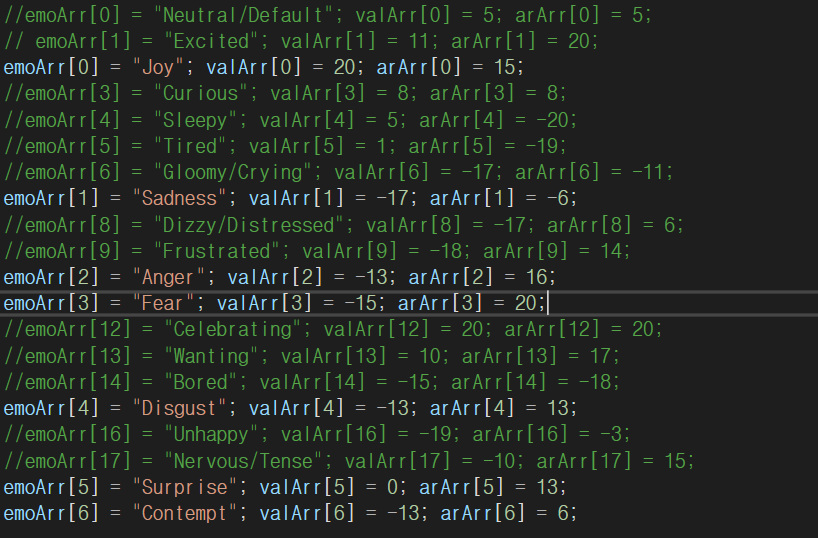 //emoArr[0] = "Neutral/Default"; valArr[0] = 5; arArr[0] = 5;
// emoArr[1] = "Excited"; valArr[1] = 11; arArr[1] = 20;
emoArr[0] = "Joy"; valArr[0] = 20; arArr[0] = 15;
//emoArr[3] = "Curious"; valArr[3] = 8; arArr[3] = 8;
//emoArr[4] = "Sleepy"; valArr[4] = 5; arArr[4] = -20;
//emoArr[5] = "Tired"; valArr[5] = 1; arArr[5] = -19;
//emoArr[6] = "Gloomy/Crying"; valArr[6] = -17; arArr[6] = -11;
emoArr[1] = "Sadness"; valArr[1] = -17; arArr[1] = -6;
//emoArr[8] = "Dizzy/Distressed"; valArr[8] = -17; arArr[8] = 6;
//emoArr[9] = "Frustrated"; valArr[9] = -18; arArr[9] = 14;
emoArr[2] = "Anger"; valArr[2] = -13; arArr[2] = 16;
emoArr[3] = "Fear"; valArr[3] = -15; arArr[3] = 20;
//emoArr[12] = "Celebrating"; valArr[12] = 20; arArr[12] = 20;
//emoArr[13] = "Wanting"; valArr[13] = 10; arArr[13] = 17;
//emoArr[14] = "Bored"; valArr[14] = -15; arArr[14] = -18;
emoArr[4] = "Disgust"; valArr[4] = -13; arArr[4] = 13;
//emoArr[16] = "Unhappy"; valArr[16] = -19; arArr[16] = -3;
//emoArr[17] = "Nervous/Tense"; valArr[17] = -10; arArr[17] = 15;
emoArr[5] = "Surprise"; valArr[5] = 0; arArr[5] = 13;
emoArr[6] = "Contempt"; valArr[6] = -13; arArr[6] = 6;